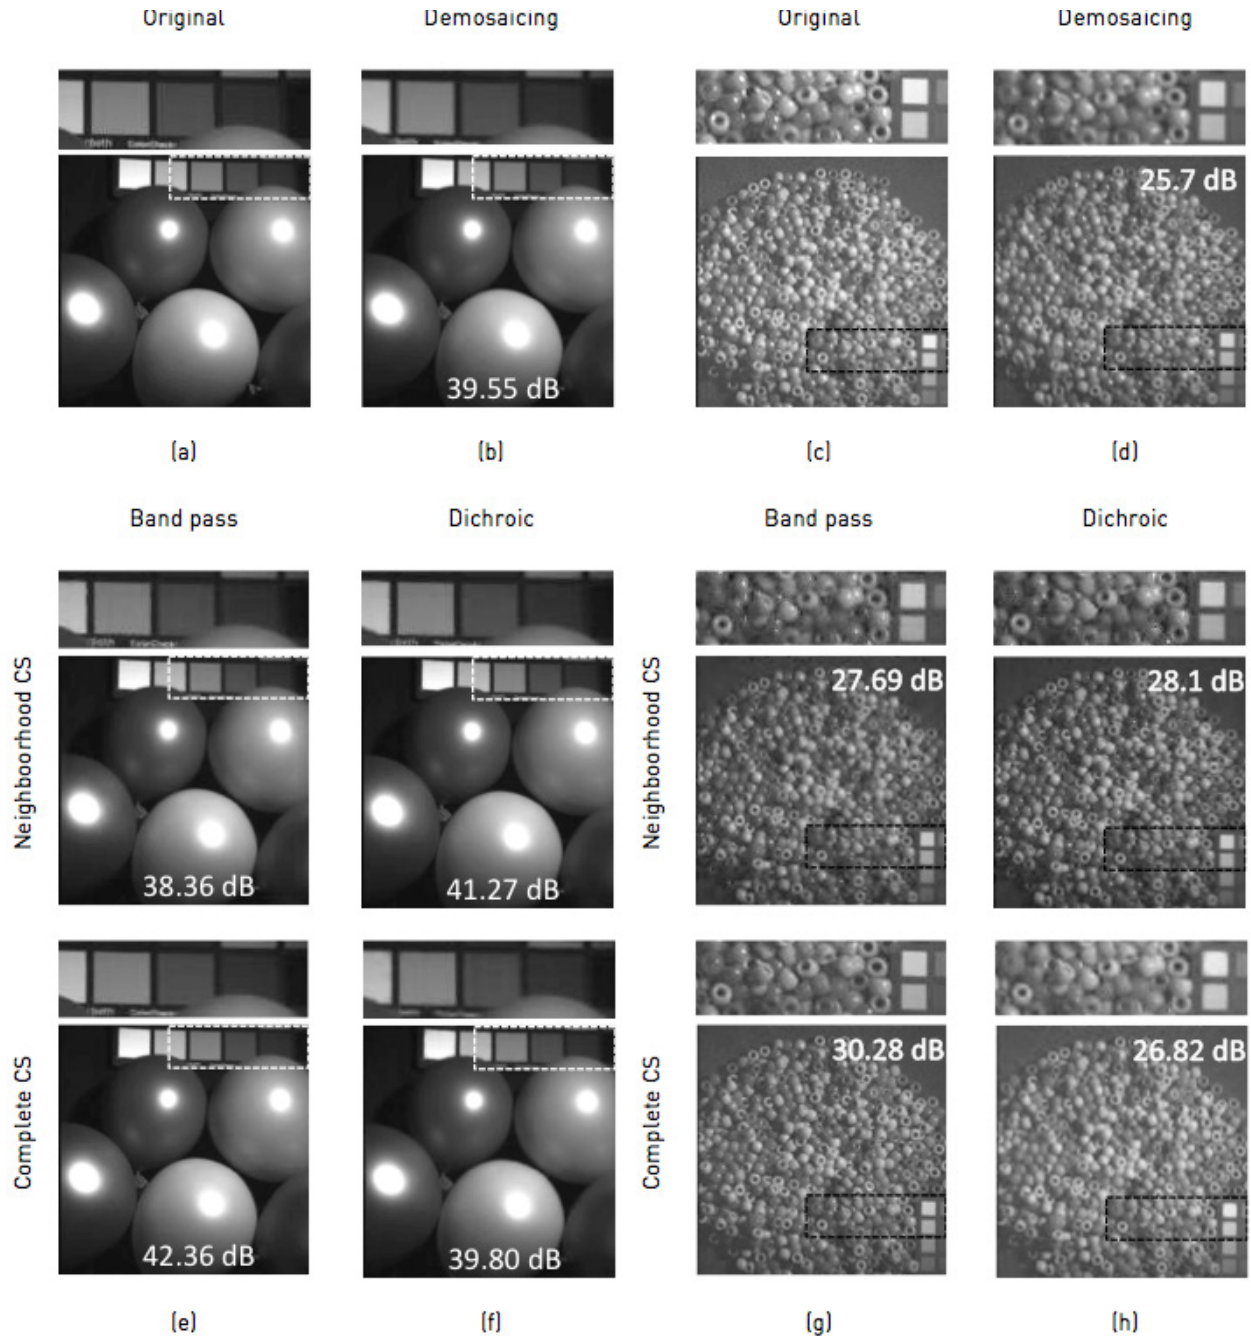 Original Demosaicing Original Demosaicing
25.7 dB
39.55 dB
(a) (b) (c) (d)
Band pass Dichroic Band pass Dichroic
Neighboorhood CS Neighboorhood CS
27.69 dB 28.1 dB
38.36 dB 41.27 dB
Complete CS Complete CS
30.28 dB 26.82 dB
42.36 dB 39.80 dB
(e) (f) (g) (h)